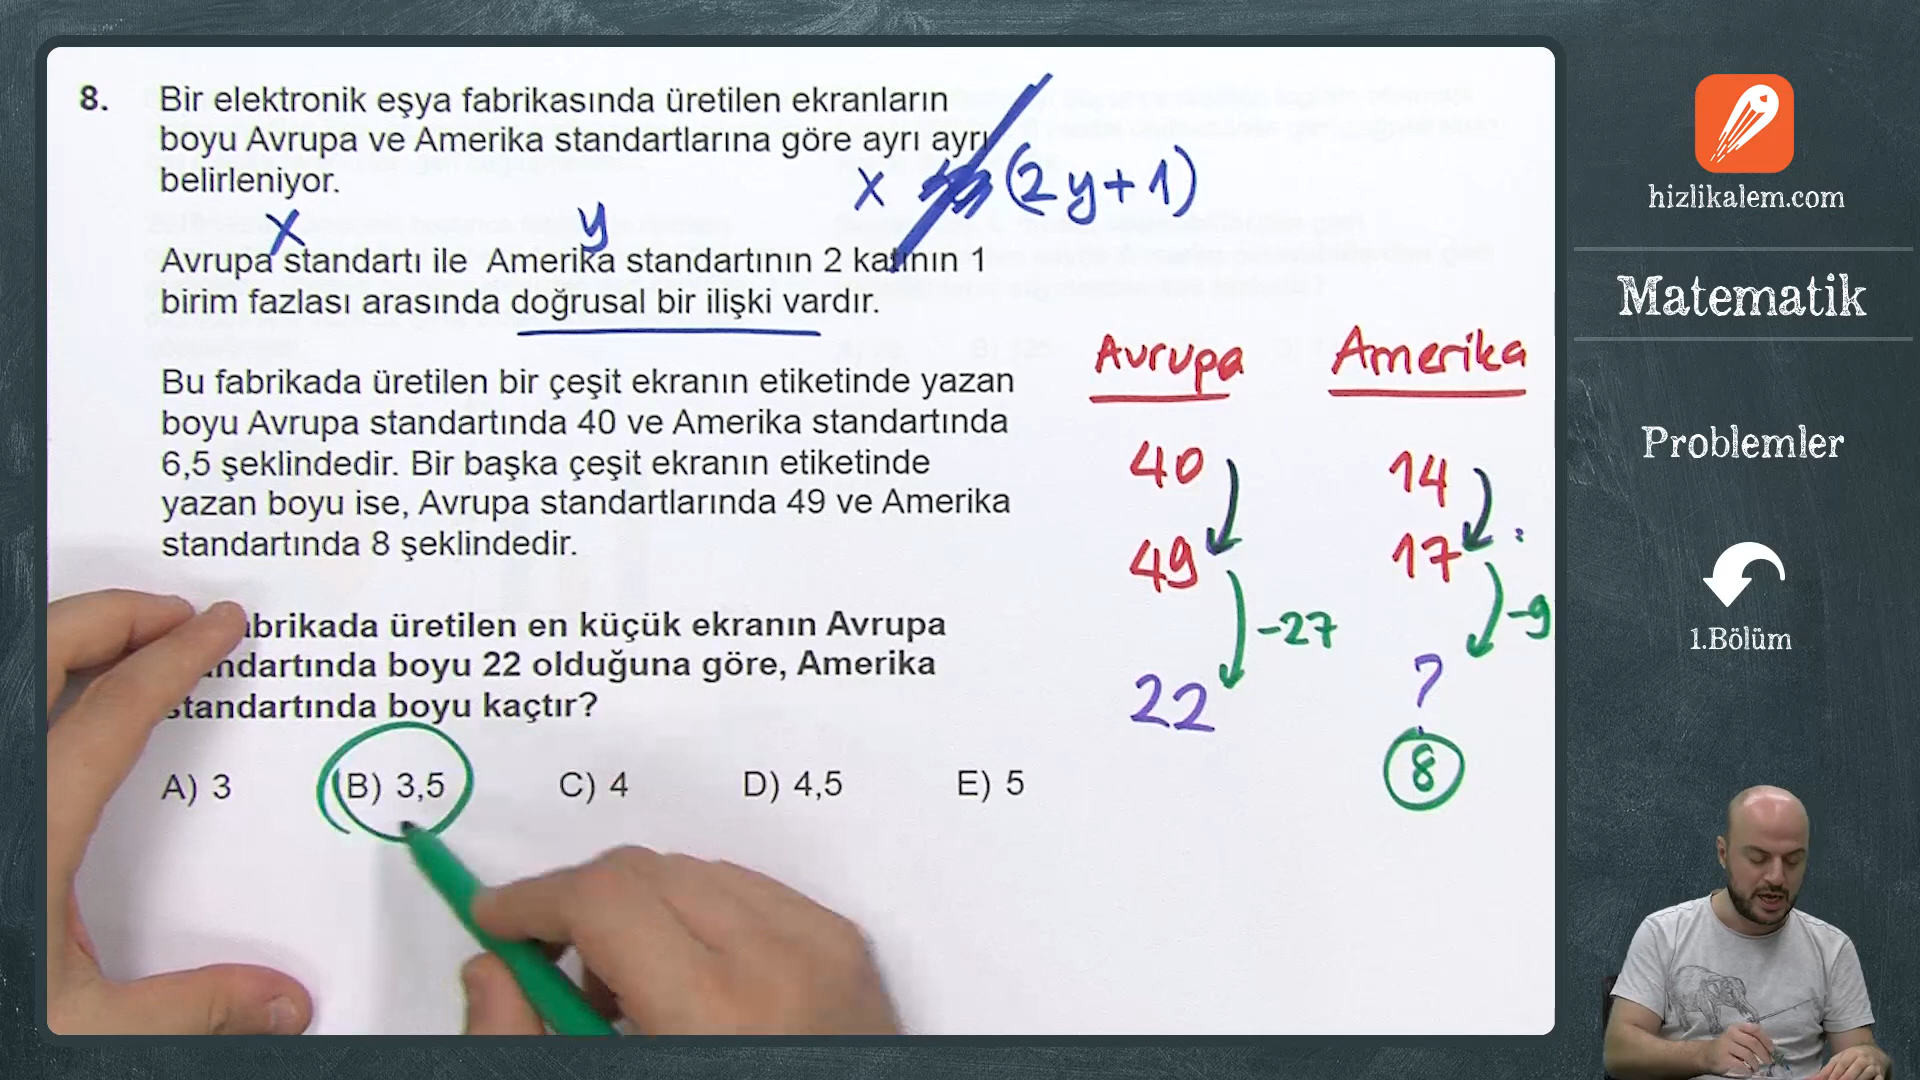 8. Bir elektronik eşya fabrikasında üretilen ekranların
boyu Avrupa ve Amerika standartlarına göre ayrı ayrı
belirleniyor.
x (2y+1)
x y
Avrupa standartı ile Amerika standartının 2 katının 1
birim fazlası arasında doğrusal bir ilişki vardır.
Bu fabrikada üretilen bir çeşit ekranın etiketinde yazan
boyu Avrupa standartında 40 ve Amerika standartında
6,5 şeklindedir. Bir başka çeşit ekranın etiketinde
yazan boyu ise, Avrupa standartlarında 49 ve Amerika
standartında 8 şeklindedir.
abrikada üretilen en küçük ekranın Avrupa
ndartında boyu 22 olduğuna göre, Amerika
standartında boyu kaçtır?
A) 3 B) 3,5 C) 4 D) 4,5 E) 5
Avrupa Amerika
40 14
49 17
-27 -9
22 ?
8
hizlikalem.com
Matematik
Problemler
1.Bölüm